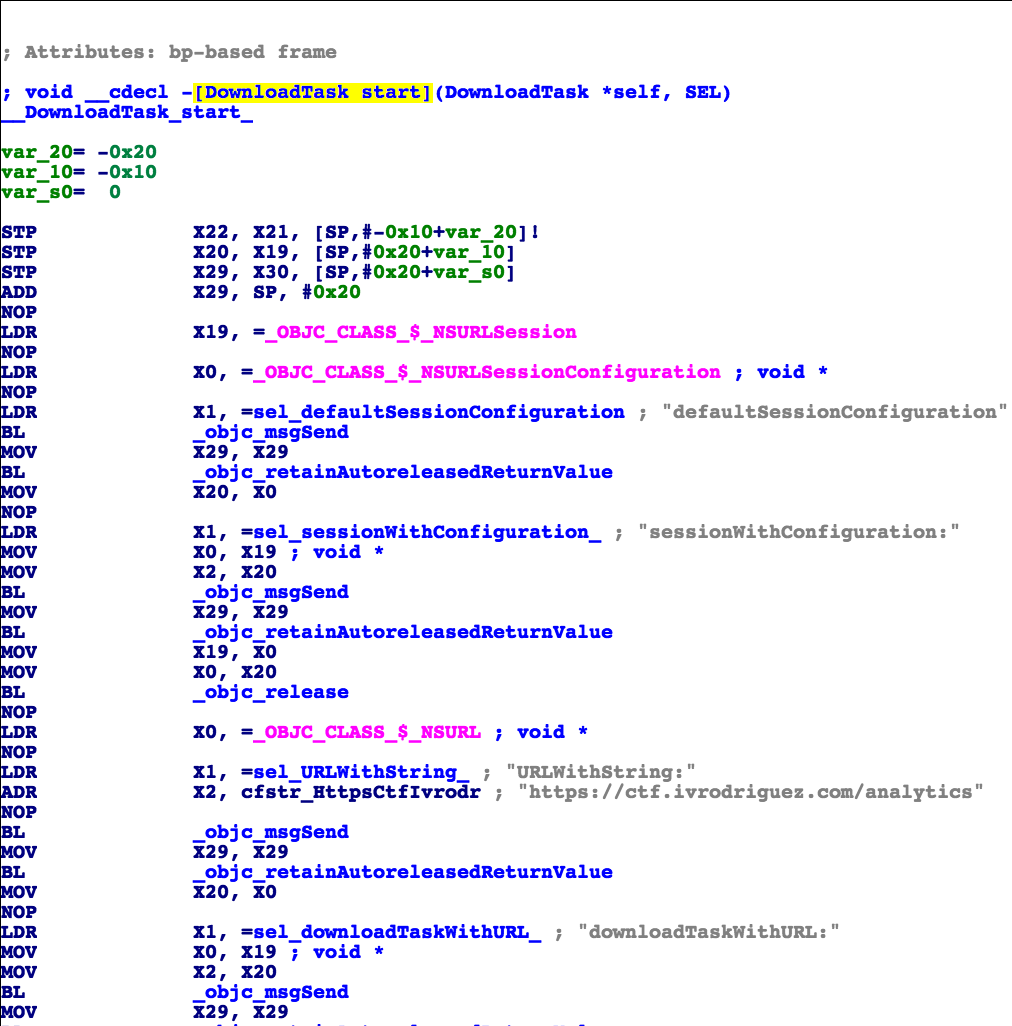 ; Attributes: bp-based frame
; void __cdecl -[DownloadTask start](DownloadTask *self, SEL)
__DownloadTask_start_
var_20= -0x20
var_10= -0x10
var_s0= 0
STP X22, X21, [SP,#-0x10+var_20]!
STP X20, X19, [SP,#0x20+var_10]
STP X29, X30, [SP,#0x20+var_s0]
ADD X29, SP, #0x20
NOP
LDR X19, =_OBJC_CLASS_$_NSURLSession
NOP
LDR X0, =_OBJC_CLASS_$_NSURLSessionConfiguration ; void *
NOP
LDR X1, =sel_defaultSessionConfiguration ; "defaultSessionConfiguration"
BL _objc_msgSend
MOV X29, X29
BL _objc_retainAutoreleasedReturnValue
MOV X20, X0
NOP
LDR X1, =sel_sessionWithConfiguration_ ; "sessionWithConfiguration:"
MOV X0, X19 ; void *
MOV X2, X20
BL _objc_msgSend
MOV X29, X29
BL _objc_retainAutoreleasedReturnValue
MOV X19, X0
MOV X0, X20
BL _objc_release
NOP
LDR X0, =_OBJC_CLASS_$_NSURL ; void *
NOP
LDR X1, =sel_URLWithString_ ; "URLWithString:"
ADR X2, cfstr_HttpsCtfIvrodr ; "https://ctf.ivrodriguez.com/analytics"
NOP
BL _objc_msgSend
MOV X29, X29
BL _objc_retainAutoreleasedReturnValue
MOV X20, X0
NOP
LDR X1, =sel_downloadTaskWithURL_ ; "downloadTaskWithURL:"
MOV X0, X19 ; void *
MOV X2, X20
BL _objc_msgSend
MOV X29, X29